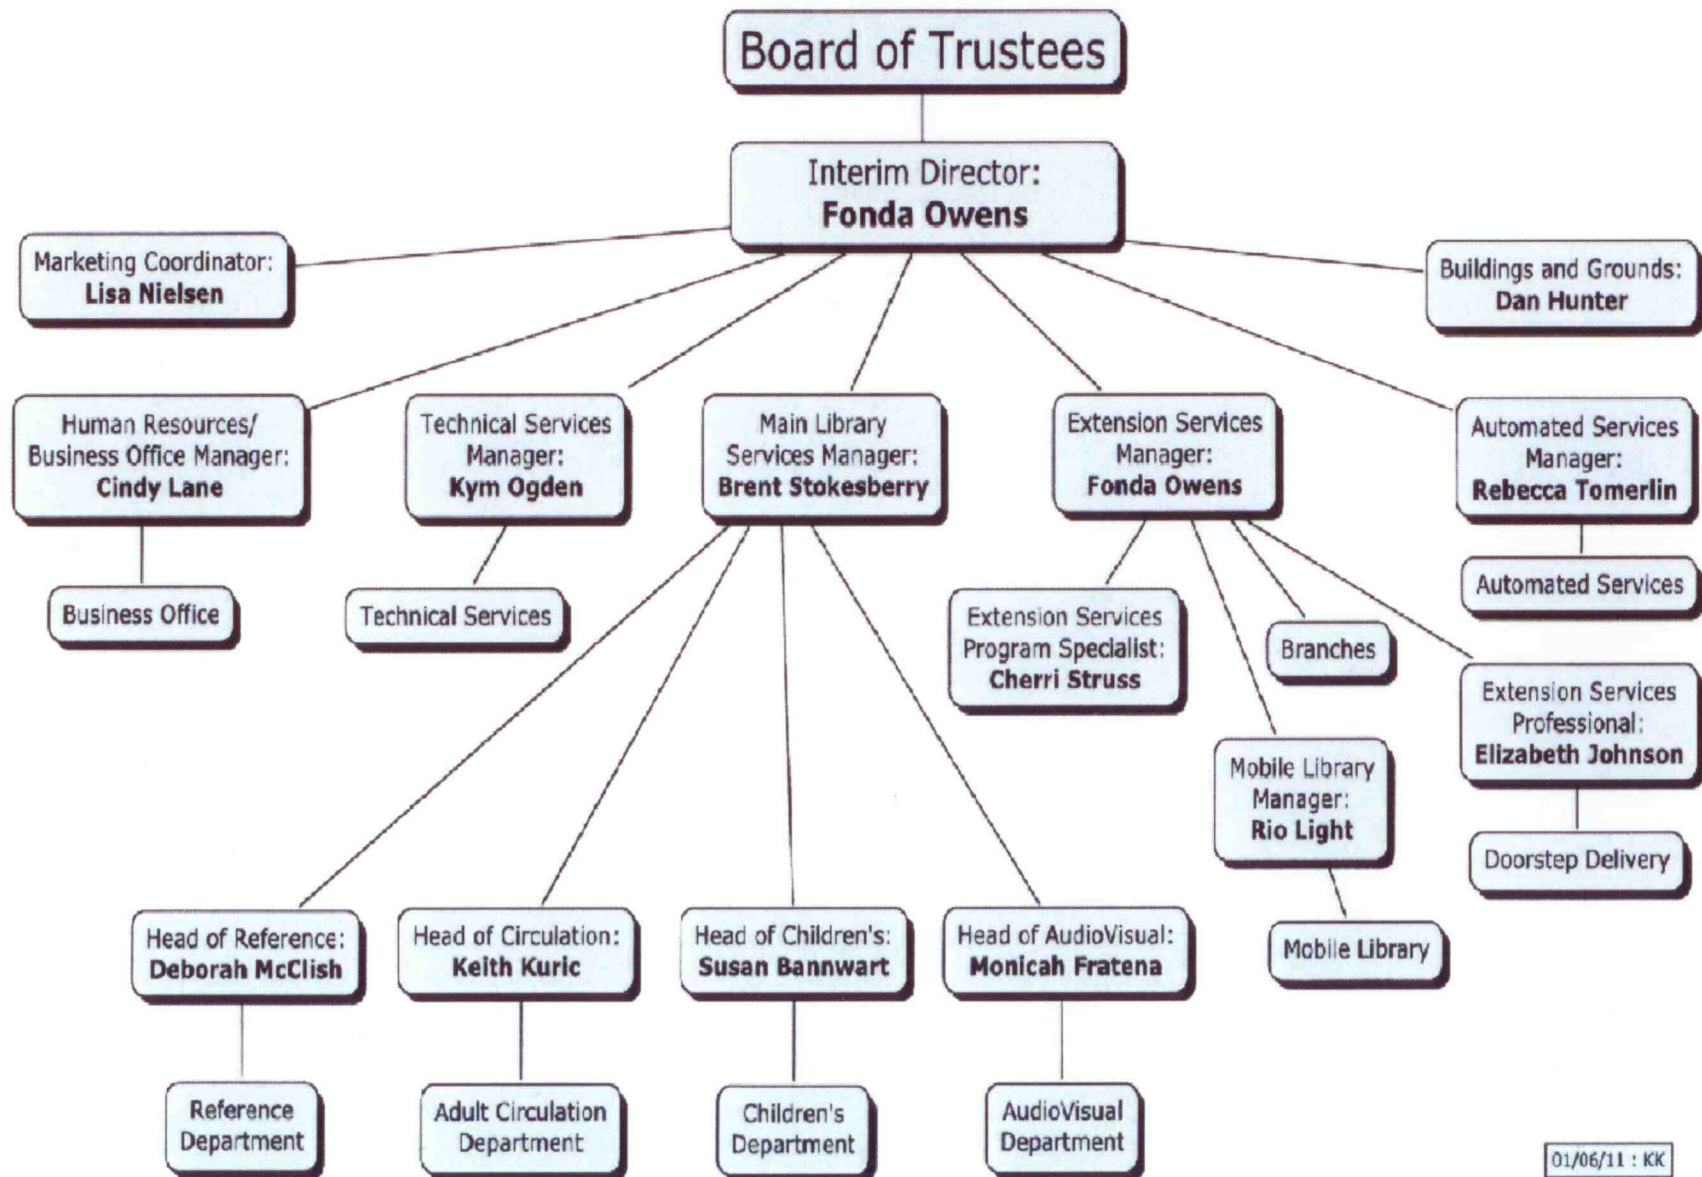 Board of Trustees
Interim Director:
Fonda Owens
Marketing Coordinator:
Lisa Nielsen
Buildings and Grounds:
Dan Hunter
Human Resources/
Business Office Manager:
Cindy Lane
Technical Services
Manager:
Kym Ogden
Main Library
Services Manager:
Brent Stokesberry
Extension Services
Manager:
Fonda Owens
Automated Services
Manager:
Rebecca Tomerlin
Business Office
Technical Services
Extension Services
Program Specialist:
Cherri Struss
Branches
Automated Services
Extension Services
Professional:
Elizabeth Johnson
Mobile Library
Manager:
Rio Light
Doorstep Delivery
Mobile Library
Head of Reference:
Deborah McClish
Head of Circulation:
Keith Kuric
Head of Children's:
Susan Bannwart
Head of AudioVisual:
Monicah Fratena
Reference
Department
Adult Circulation
Department
Children's
Department
AudioVisual
Department
01/06/11 : KK